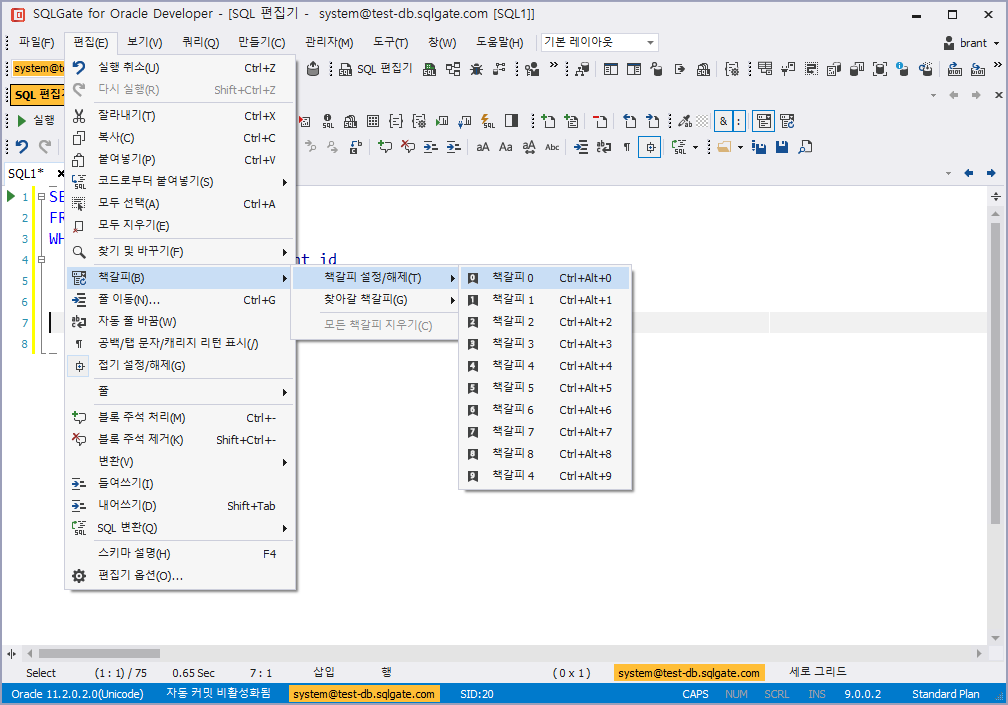 SQLGate for Oracle Developer - [SQL 편집기 - system@test-db.sqlgate.com [SQL1]]
파일(F) 편집(E) 보기(V) 쿼리(Q) 만들기(C) 관리자(M) 도구(T) 창(W) 도움말(H) 기본 레이아웃 brant
system@te
SQL 편집기
SQL 편집
실행
SQL1*
실행 취소(U) Ctrl+Z
다시 실행(R) Shift+Ctrl+Z
잘라내기(T) Ctrl+X
복사(C) Ctrl+C
붙여넣기(P) Ctrl+V
코드로부터 붙여넣기(S)
모두 선택(A) Ctrl+A
모두 지우기(E)
찾기 및 바꾸기(F)
책갈피(B)
줄 이동(N)... Ctrl+G
자동 줄 바꿈(W)
공백/탭 문자/캐리지 리턴 표시(/)
접기 설정/해제(G)
줄
블록 주석 처리(M) Ctrl+-
블록 주석 제거(K) Shift+Ctrl+-
변환(V)
들여쓰기(I)
내어쓰기(D) Shift+Tab
SQL 변환(Q)
스키마 설명(H) F4
편집기 옵션(O)...
1 SE
2 FR
3 WH
4 nt_id
5
6
7
8
책갈피 설정/해제(T)
찾아갈 책갈피(G)
모든 책갈피 지우기(C)
0 책갈피 0 Ctrl+Alt+0
1 책갈피 1 Ctrl+Alt+1
2 책갈피 2 Ctrl+Alt+2
3 책갈피 3 Ctrl+Alt+3
4 책갈피 4 Ctrl+Alt+4
5 책갈피 5 Ctrl+Alt+5
6 책갈피 6 Ctrl+Alt+6
7 책갈피 7 Ctrl+Alt+7
8 책갈피 8 Ctrl+Alt+8
9 책갈피 4 Ctrl+Alt+9
Select (1 : 1) / 75 0.65 Sec 7 : 1 삽입 행 ( 0 x 1 ) system@test-db.sqlgate.com 세로 그리드
Oracle 11.2.0.2.0(Unicode) 자동 커밋 비활성화됨 system@test-db.sqlgate.com SID:20 CAPS NUM SCRL INS 9.0.0.2 Standard Plan